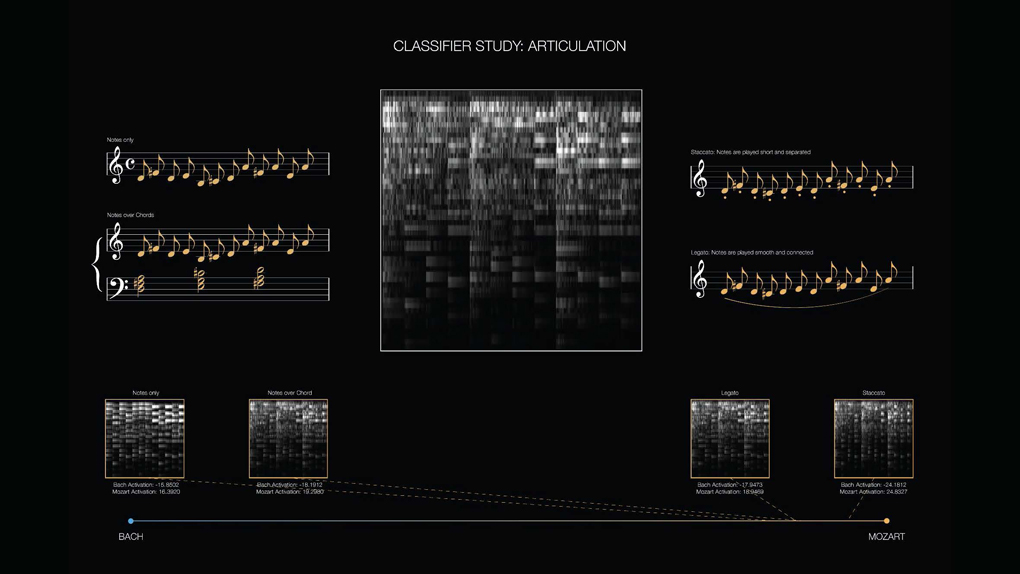 CLASSIFIER STUDY: ARTICULATION
Notes only
Notes over Chords
Staccato: Notes are played short and separated
Legato: Notes are played smooth and connected
Notes only
Bach Activation: -15.8502
Mozart Activation: 16.3920
Notes over Chord
Bach Activation: -18.1912
Mozart Activation: 19.2980
Legato
Bach Activation: -17.9473
Mozart Activation: 18.9469
Staccato
Bach Activation: -24.1812
Mozart Activation: 24.8327
BACH
MOZART